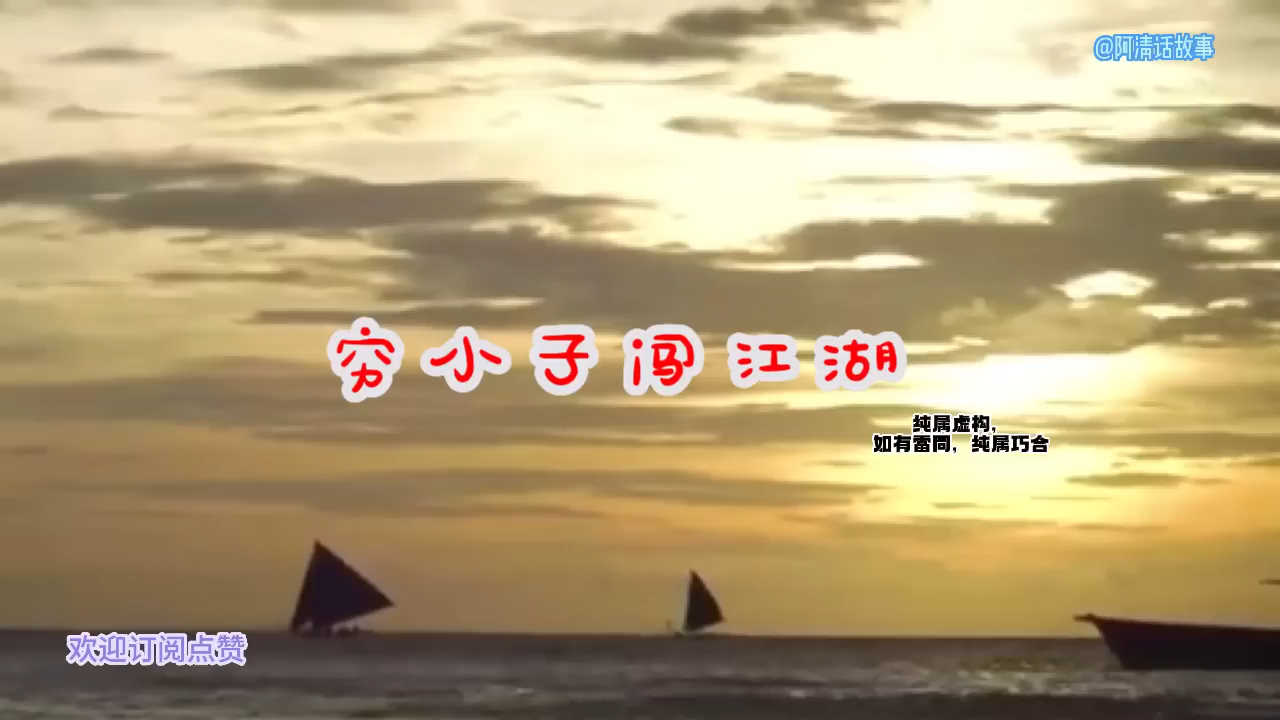 @阿清话故事
穷小子闯江湖
纯属虚构，
如有雷同，纯属巧合
欢迎订阅点赞